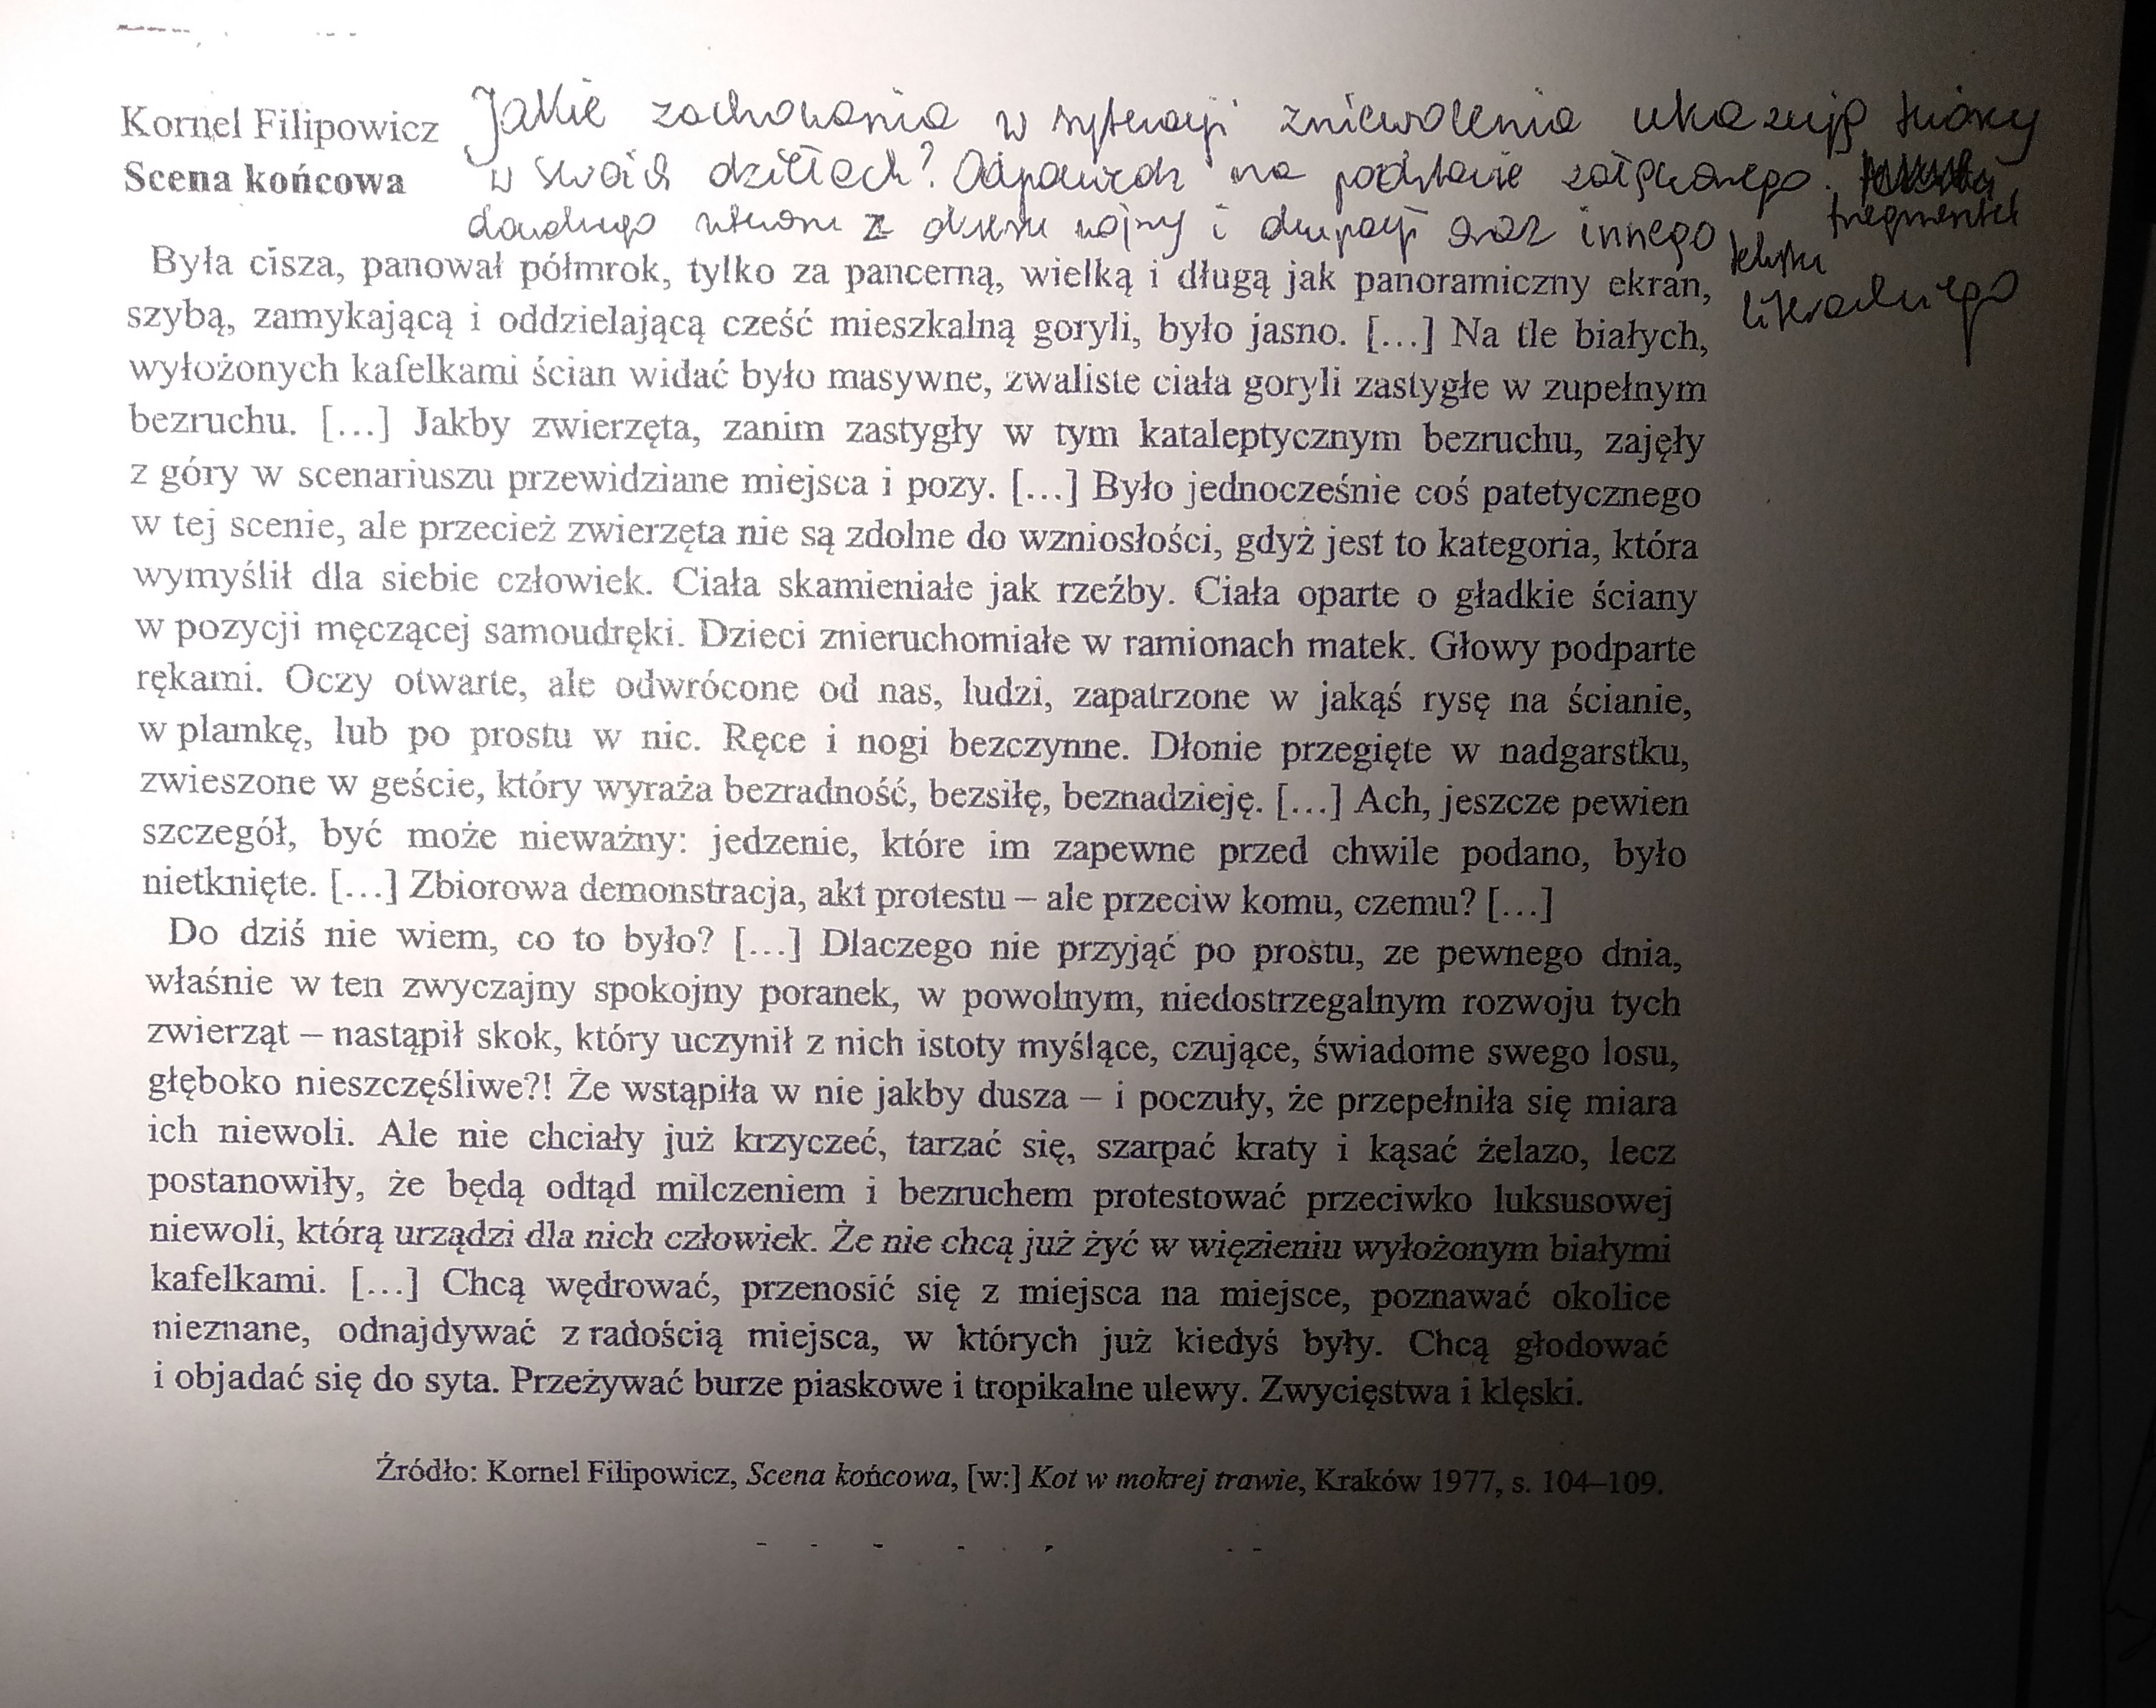 Kornel Filipowicz
Scena końcowa
Jakie zachowania w sytuacji zniewolenia ukazują twórcy
w swoich dziełach? Odpowiedz na podstawie załączonego fragmentu
dowolnego utworu z okresu wojny i okupacji oraz innego tekstu
literackiego
Była cisza, panował półmrok, tylko za pancerną, wielką i długą jak panoramiczny ekran,
szybą, zamykającą i oddzielającą cześć mieszkalną goryli, było jasno. [...] Na tle białych,
wyłożonych kafelkami ścian widać było masywne, zwaliste ciała goryli zastygłe w zupełnym
bezruchu. [...] Jakby zwierzęta, zanim zastygły w tym kataleptycznym bezruchu, zajęły
z góry w scenariuszu przewidziane miejsca i pozy. [...] Było jednocześnie coś patetycznego
w tej scenie, ale przecież zwierzęta nie są zdolne do wzniosłości, gdyż jest to kategoria, która
wymyślił dla siebie człowiek. Ciała skamieniałe jak rzeźby. Ciała oparte o gładkie ściany
w pozycji męczącej samoudręki. Dzieci znieruchomiałe w ramionach matek. Głowy podparte
rękami. Oczy otwarte, ale odwrócone od nas, ludzi, zapatrzone w jakąś rysę na ścianie,
w plamkę, lub po prostu w nic. Ręce i nogi bezczynne. Dłonie przegięte w nadgarstku,
zwieszone w geście, który wyraża bezradność, bezsiłę, beznadzieję. [...] Ach, jeszcze pewien
szczegół, być może nieważny: jedzenie, które im zapewne przed chwile podano, było
nietknięte. [...] Zbiorowa demonstracja, akt protestu – ale przeciw komu, czemu? [...]
Do dziś nie wiem, co to było? [...] Dlaczego nie przyjąć po prostu, ze pewnego dnia,
właśnie w ten zwyczajny spokojny poranek, w powolnym, niedostrzegalnym rozwoju tych
zwierząt – nastąpił skok, który uczynił z nich istoty myślące, czujące, świadome swego losu,
głęboko nieszczęśliwe?! Że wstąpiła w nie jakby dusza – i poczuły, że przepełniła się miara
ich niewoli. Ale nie chciały już krzyczeć, tarzać się, szarpać kraty i kąsać żelazo, lecz
postanowiły, że będą odtąd milczeniem i bezruchem protestować przeciwko luksusowej
niewoli, którą urządzi dla nich człowiek. Że nie chcą już żyć w więzieniu wyłożonym białymi
kafelkami. [...] Chcą wędrować, przenosić się z miejsca na miejsce, poznawać okolice
nieznane, odnajdywać z radością miejsca, w których już kiedyś były. Chcą głodować
i objadać się do syta. Przeżywać burze piaskowe i tropikalne ulewy. Zwycięstwa i klęski.
Źródło: Kornel Filipowicz, Scena końcowa, [w:] Kot w mokrej trawie, Kraków 1977, s. 104–109.